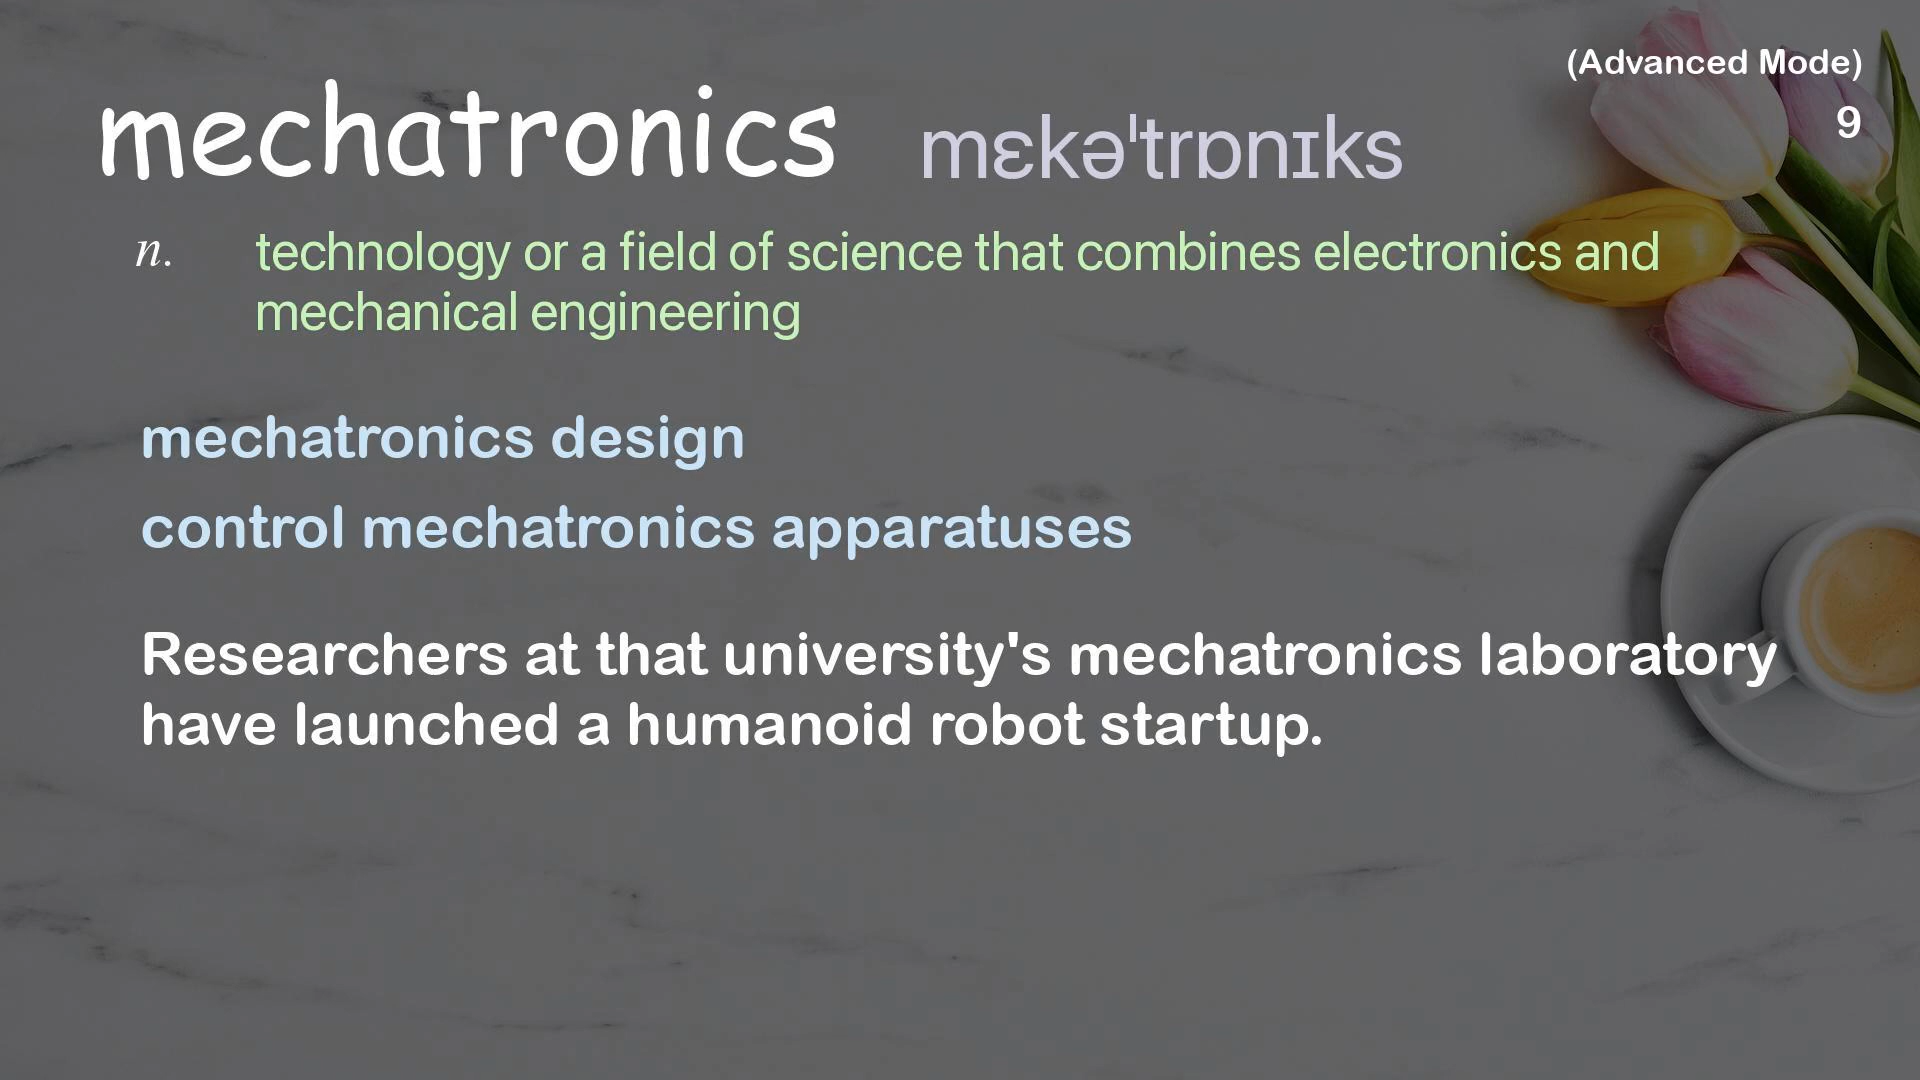 (Advanced Mode)
mechatronics mɛkəˈtrɒnɪks
9
n. technology or a field of science that combines electronics and
mechanical engineering
mechatronics design
control mechatronics apparatuses
Researchers at that university's mechatronics laboratory
have launched a humanoid robot startup.